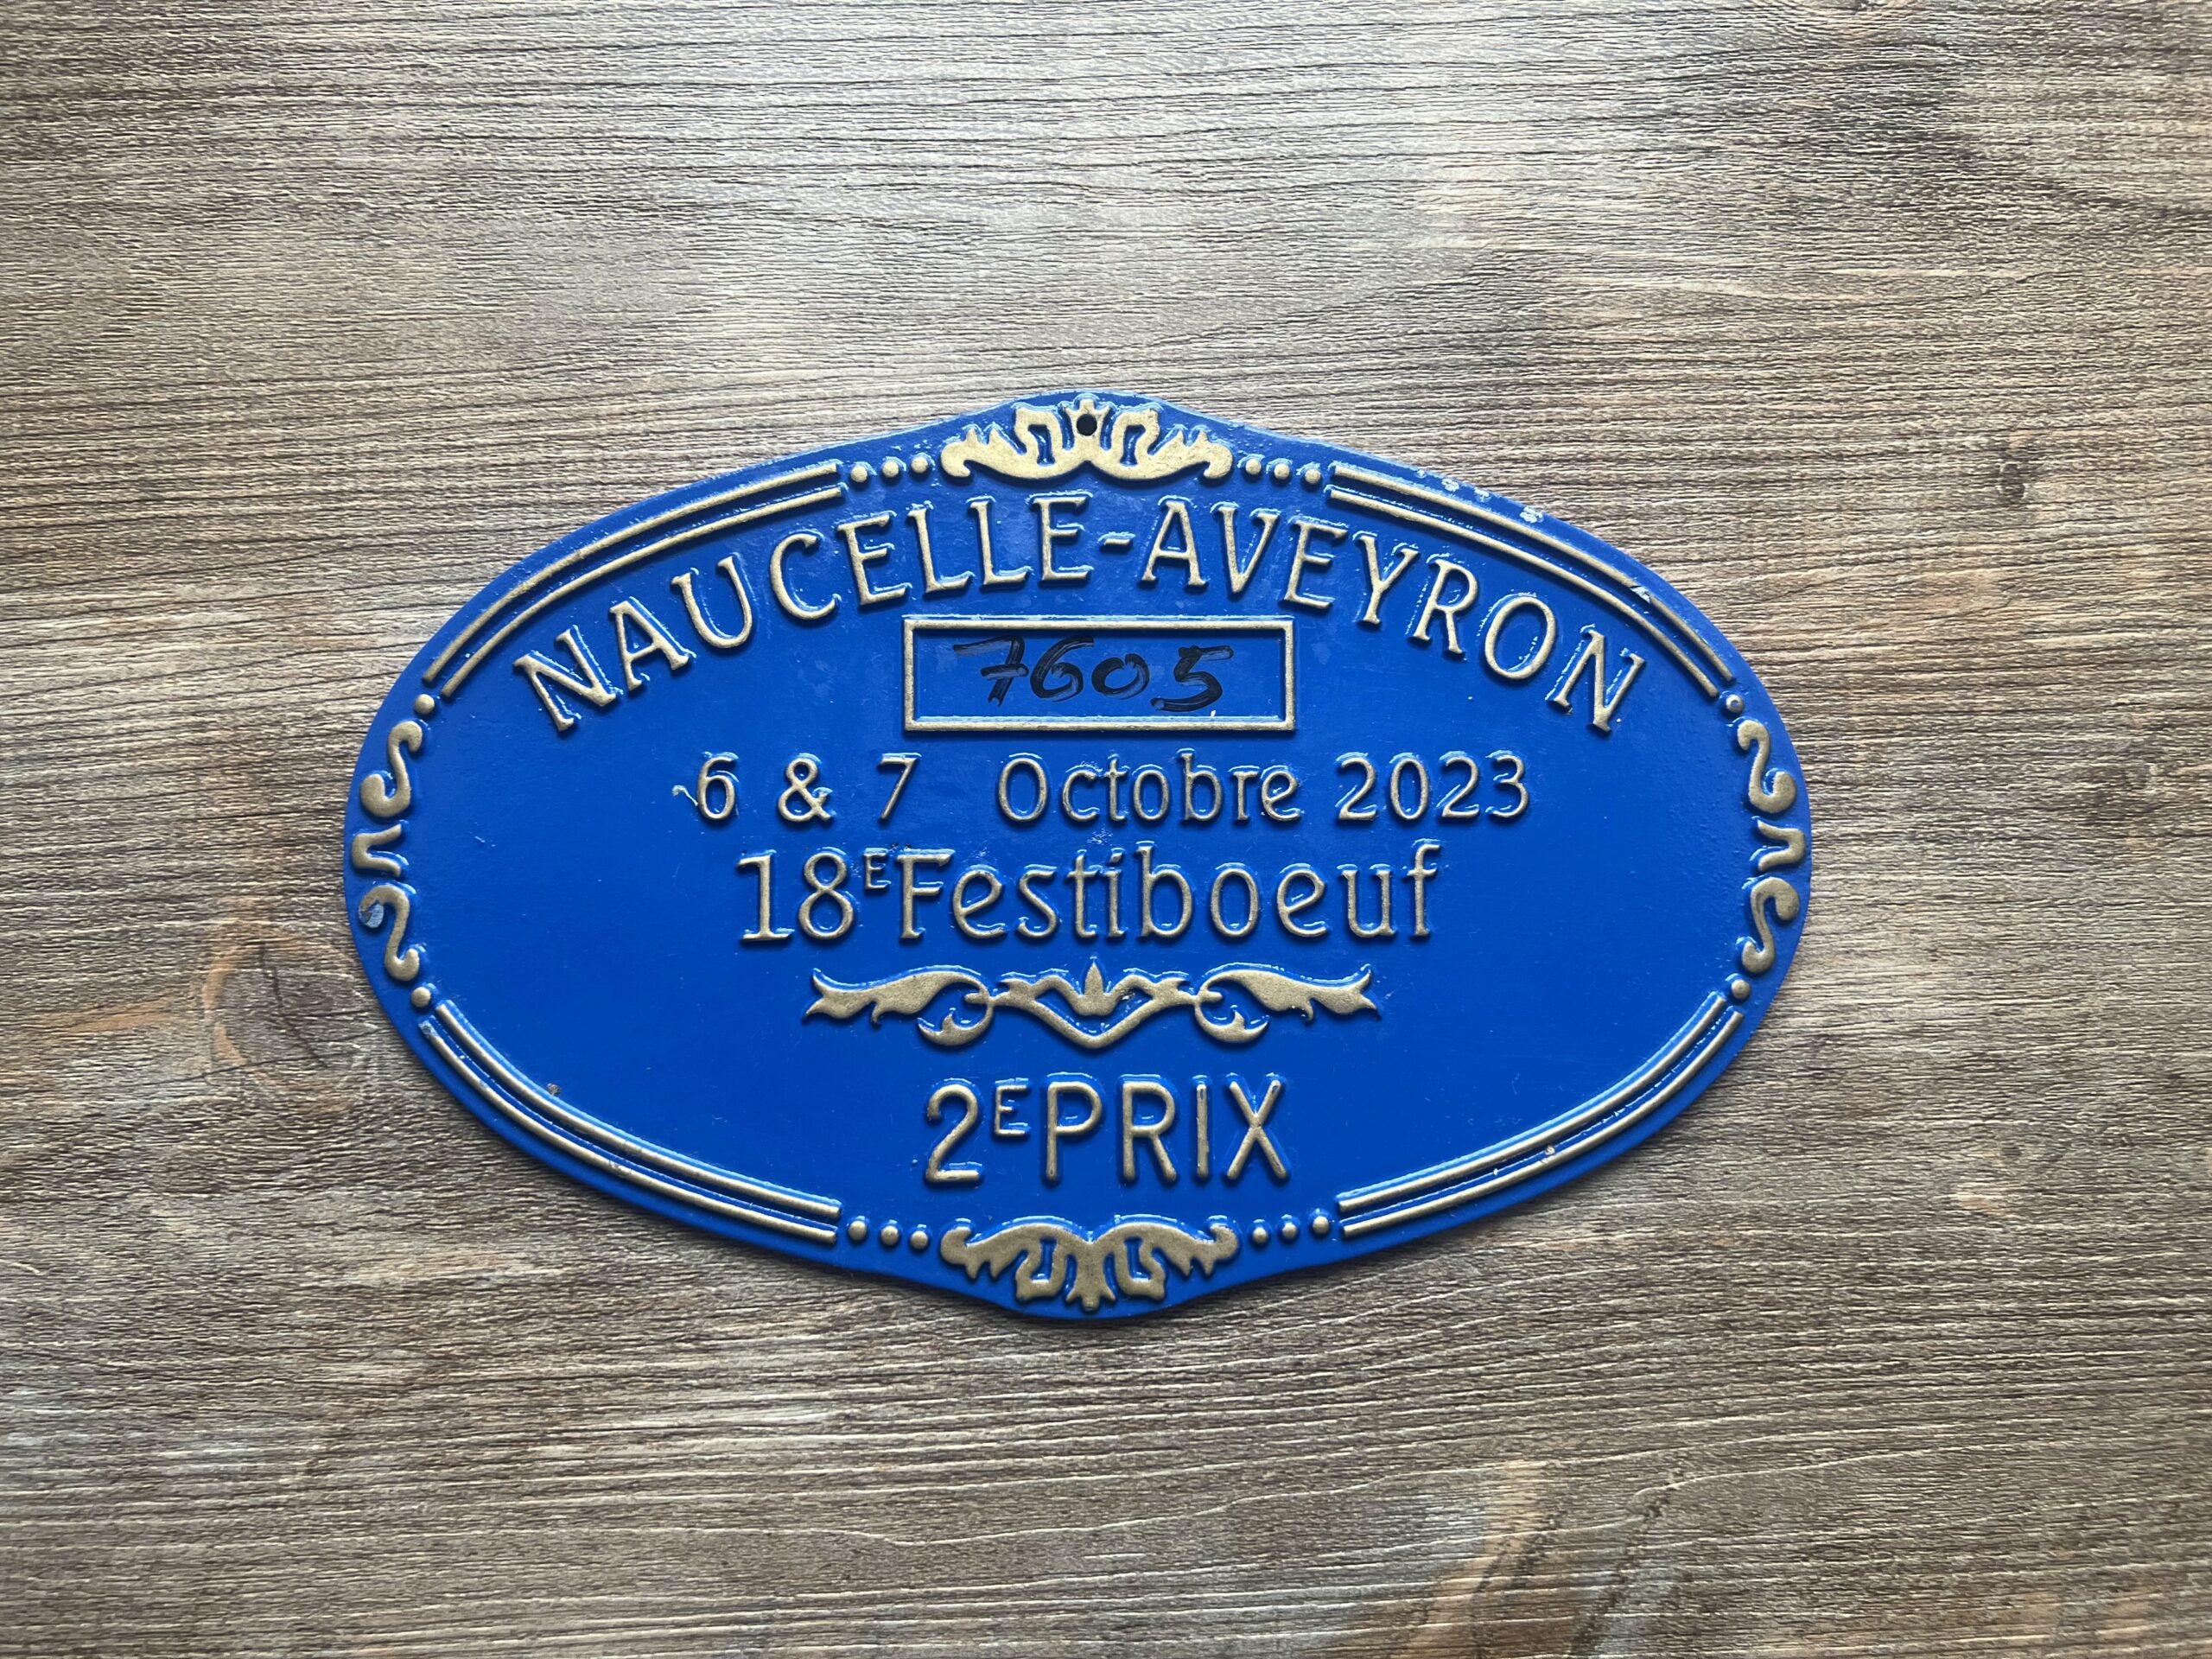 NAUCELLE-AVEYRON
7605
6 & 7 Octobre 2023
18E Festiboeuf
2E PRIX